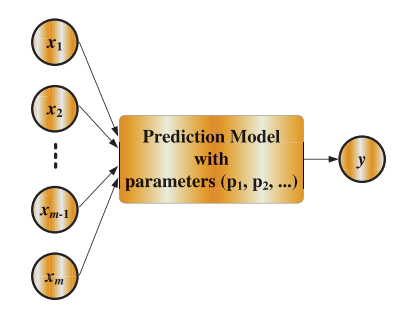 x1
x2
xm-1
xm
Prediction Model
with
parameters (p1, p2, ...)
y